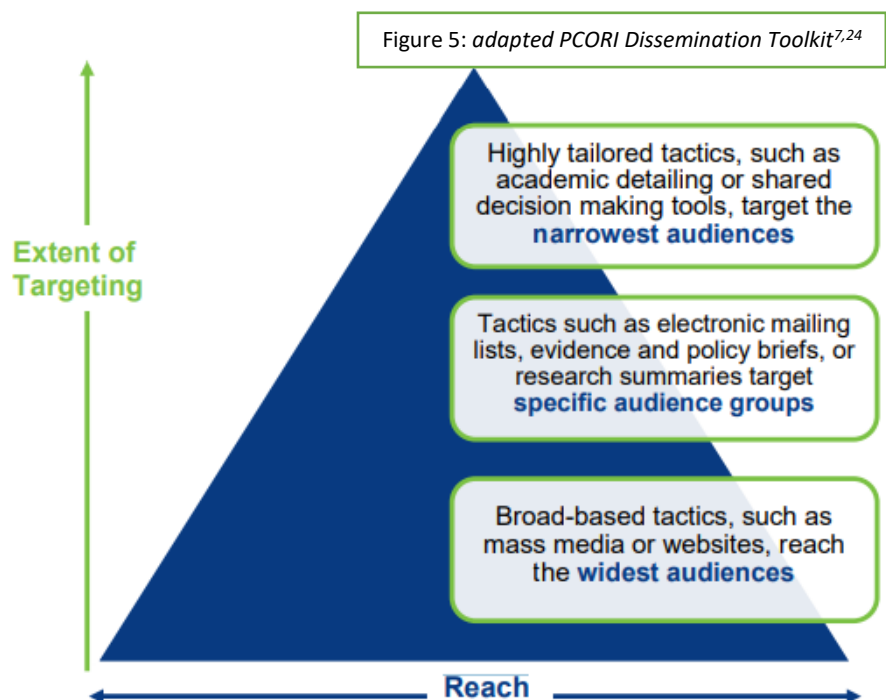 Figure 5: adapted PCORI Dissemination Toolkit7,24
Highly tailored tactics, such as
academic detailing or shared
decision making tools, target the
narrowest audiences
Extent of
Targeting
Tactics such as electronic mailing
lists, evidence and policy briefs, or
research summaries target
specific audience groups
Broad-based tactics, such as
mass media or websites, reach
the widest audiences
Reach